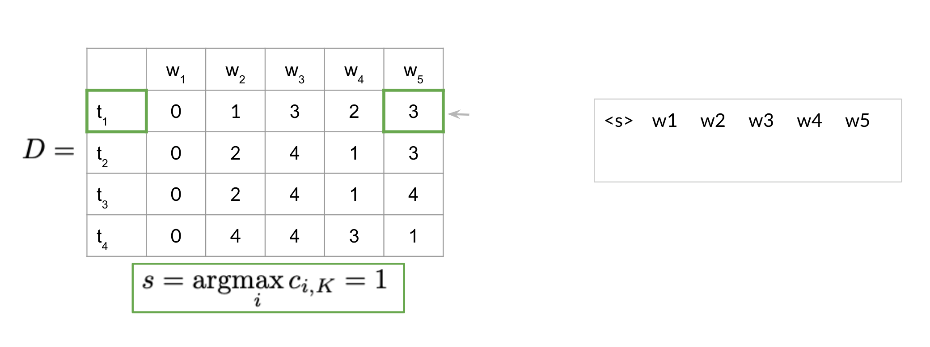 w1 w2 w3 w4 w5
t1 0 1 3 2 3
D = t2 0 2 4 1 3
t3 0 2 4 1 4
t4 0 4 4 3 1
s = argmax c_{i,K} = 1
i
<s> w1 w2 w3 w4 w5